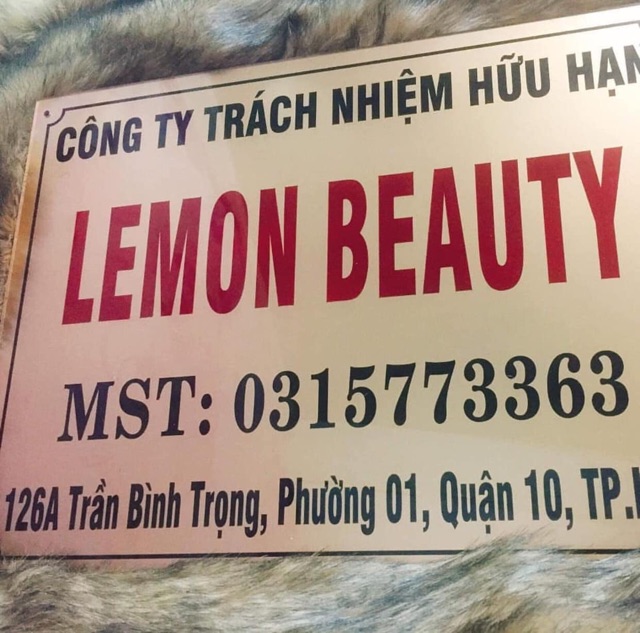 CÔNG TY TRÁCH NHIỆM HỮU HẠN
LEMON BEAUTY
MST: 0315773363
126A Trần Bình Trọng, Phường 01, Quận 10, TP.